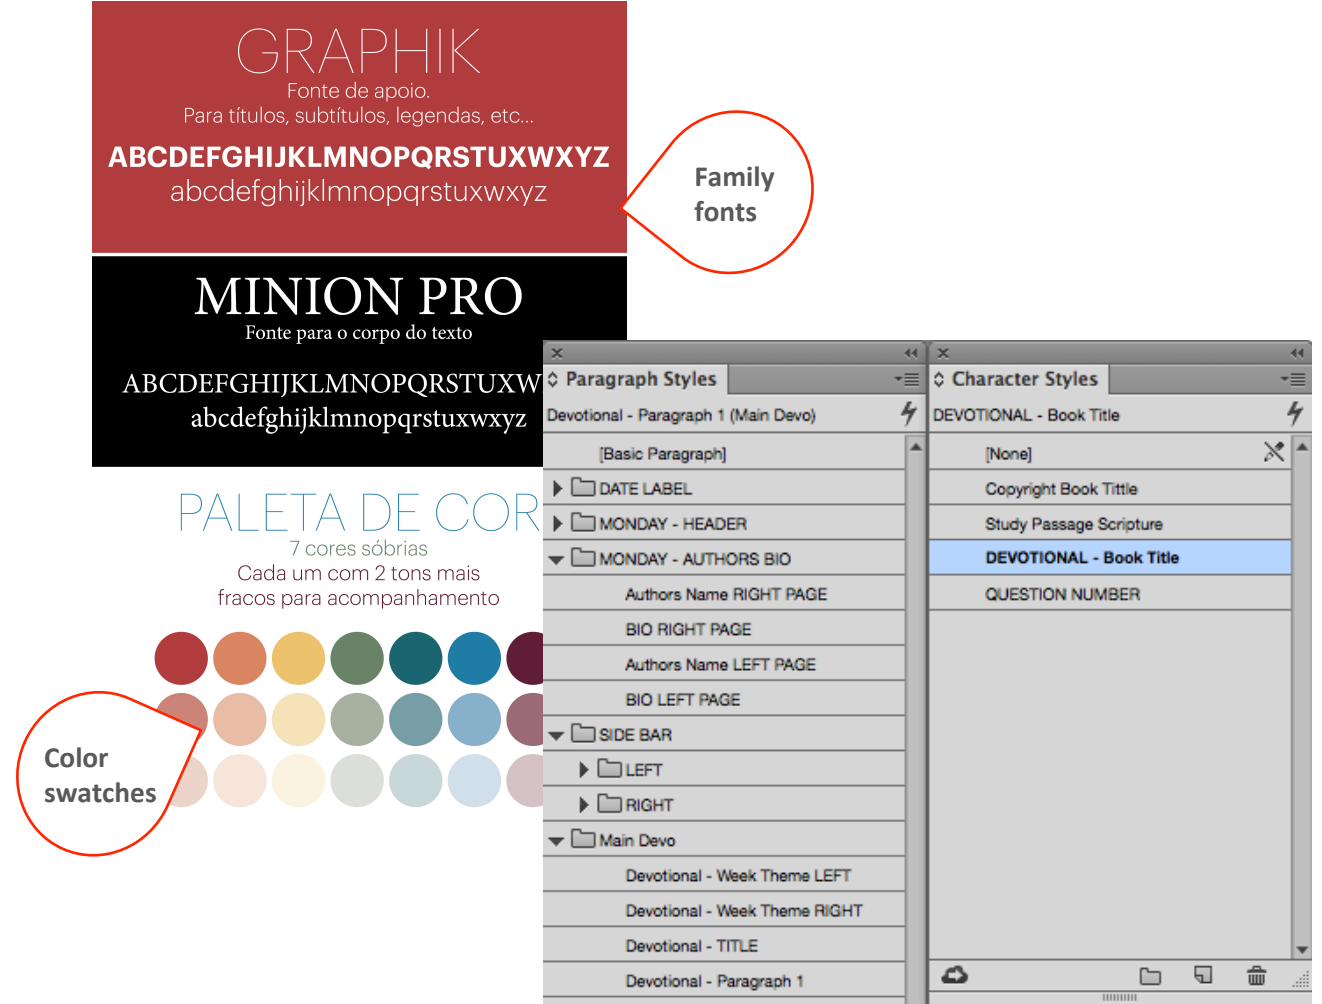 GRAPHIK
Fonte de apoio.
Para títulos, subtítulos, legendas, etc...
ABCDEFGHIJKLMNOPQRSTUXWXYZ
abcdefghijklmnopqrstuxwxyz
Family
fonts
MINION PRO
Fonte para o corpo do texto
ABCDEFGHIJKLMNOPQRSTUXW
abcdefghijklmnopqrstuxwxyz
PALETA DE COR
7 cores sóbrias
Cada um com 2 tons mais
fracos para acompanhamento
Color
swatches
Paragraph Styles
Devotional - Paragraph 1 (Main Devo)
[Basic Paragraph]
DATE LABEL
MONDAY - HEADER
MONDAY - AUTHORS BIO
Authors Name RIGHT PAGE
BIO RIGHT PAGE
Authors Name LEFT PAGE
BIO LEFT PAGE
SIDE BAR
LEFT
RIGHT
Main Devo
Devotional - Week Theme LEFT
Devotional - Week Theme RIGHT
Devotional - TITLE
Devotional - Paragraph 1
Character Styles
DEVOTIONAL - Book Title
[None]
Copyright Book Tittle
Study Passage Scripture
DEVOTIONAL - Book Title
QUESTION NUMBER